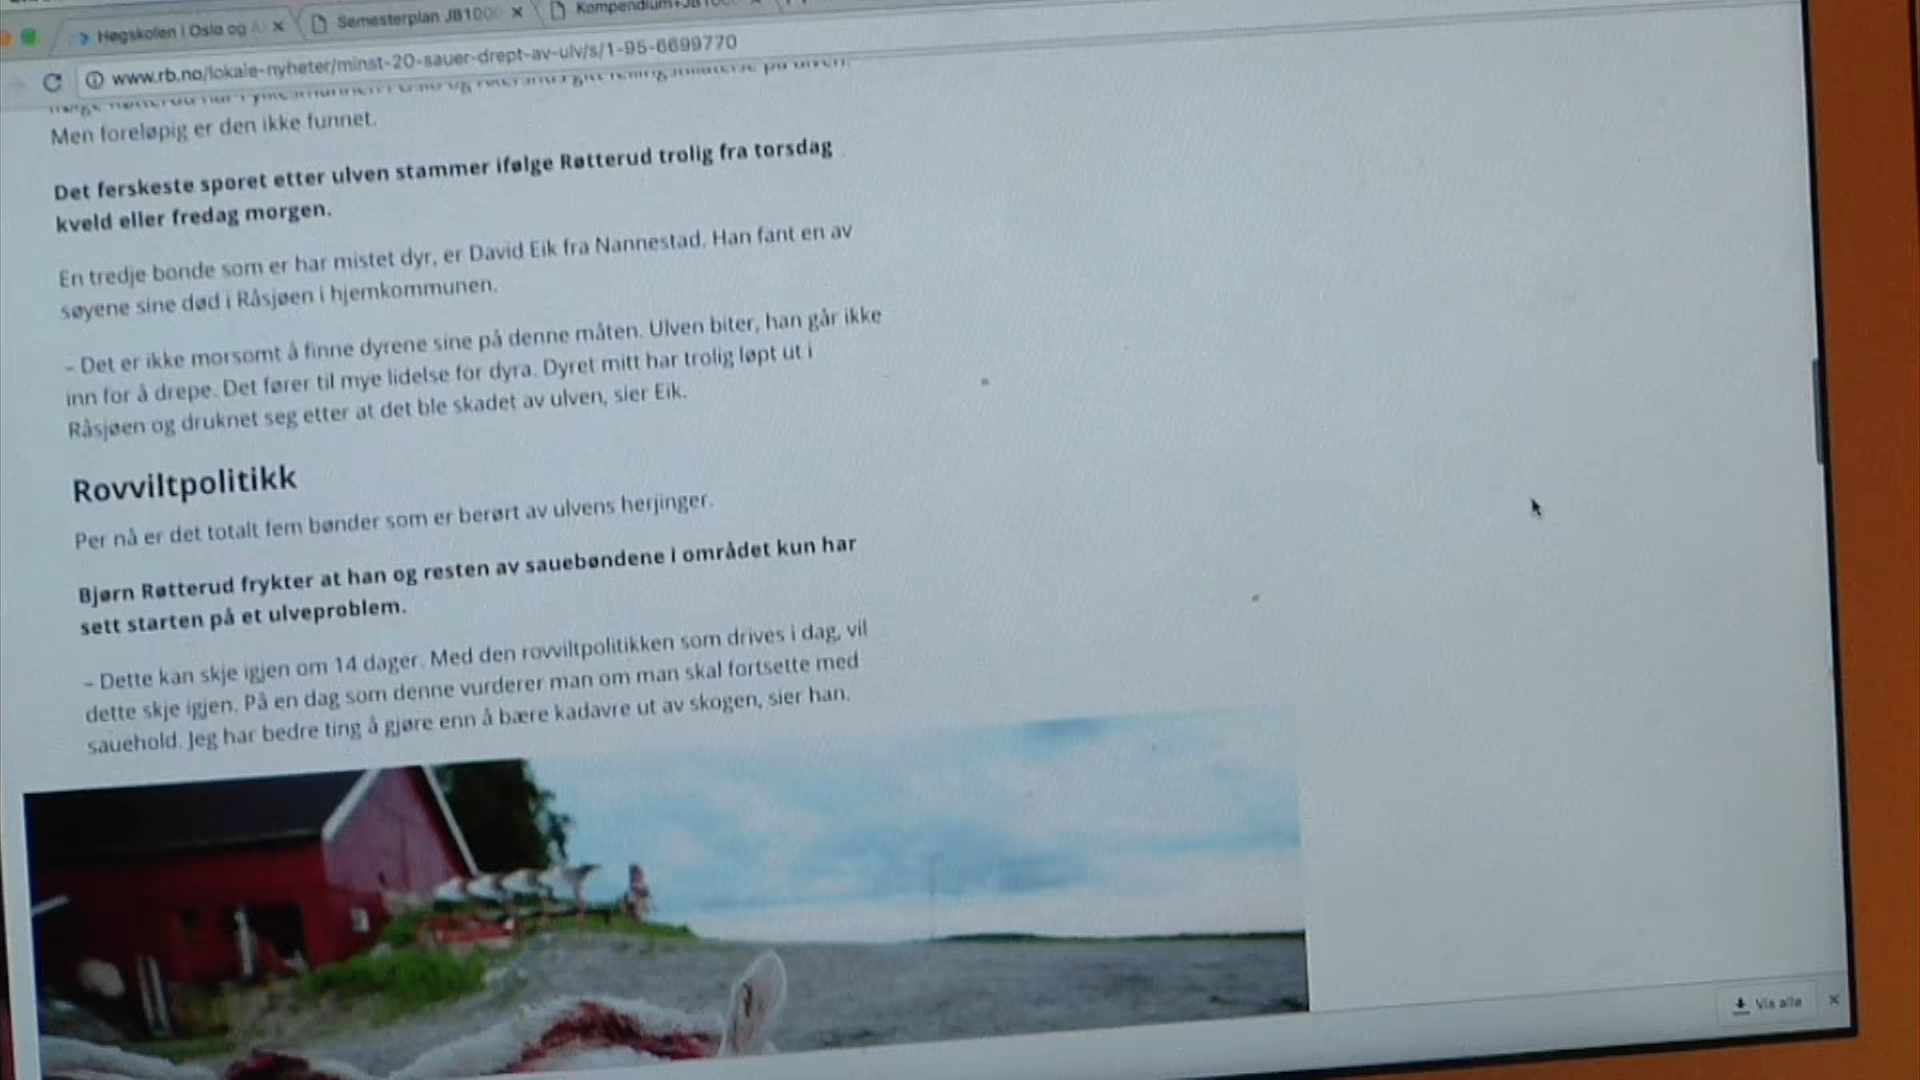 Høgskolen i Oslo og A
Semesterplan JB100
Kompendium+JB100
www.rb.no/lokale-nyheter/minst-20-sauer-drept-av-ulv/s/1-95-6699770
Men foreløpig er den ikke funnet.
Det ferskeste sporet etter ulven stammer ifølge Røtterud trolig fra torsdag
kveld eller fredag morgen.
En tredje bonde som er har mistet dyr, er David Eik fra Nannestad. Han fant en av
søyene sine død i Råsjøen i hjemkommunen.
– Det er ikke morsomt å finne dyrene sine på denne måten. Ulven biter, han går ikke
inn for å drepe. Det fører til mye lidelse for dyra. Dyret mitt har trolig løpt ut i
Råsjøen og druknet seg etter at det ble skadet av ulven, sier Eik.
Rovviltpolitikk
Per nå er det totalt fem bønder som er berørt av ulvens herjinger.
Bjørn Røtterud frykter at han og resten av sauebøndene i området kun har
sett starten på et ulveproblem.
– Dette kan skje igjen om 14 dager. Med den rovviltpolitikken som drives i dag, vil
dette skje igjen. På en dag som denne vurderer man om man skal fortsette med
sauehold. Jeg har bedre ting å gjøre enn å bære kadavre ut av skogen, sier han.
Vis alle